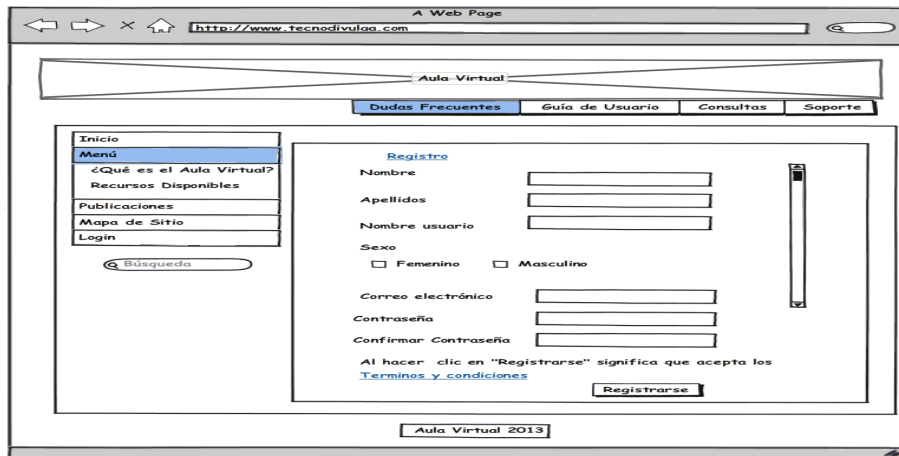 A Web Page
http://www.tecnodivulga.com
Aula Virtual
Dudas Frecuentes Guía de Usuario Consultas Soporte
Inicio
Menú
¿Qué es el Aula Virtual?
Recursos Disponibles
Publicaciones
Mapa de Sitio
Login
Búsqueda
Registro
Nombre
Apellidos
Nombre usuario
Sexo
Femenino Masculino
Correo electrónico
Contraseña
Confirmar Contraseña
Al hacer clic en "Registrarse" significa que acepta los
Terminos y condiciones
Registrarse
Aula Virtual 2013